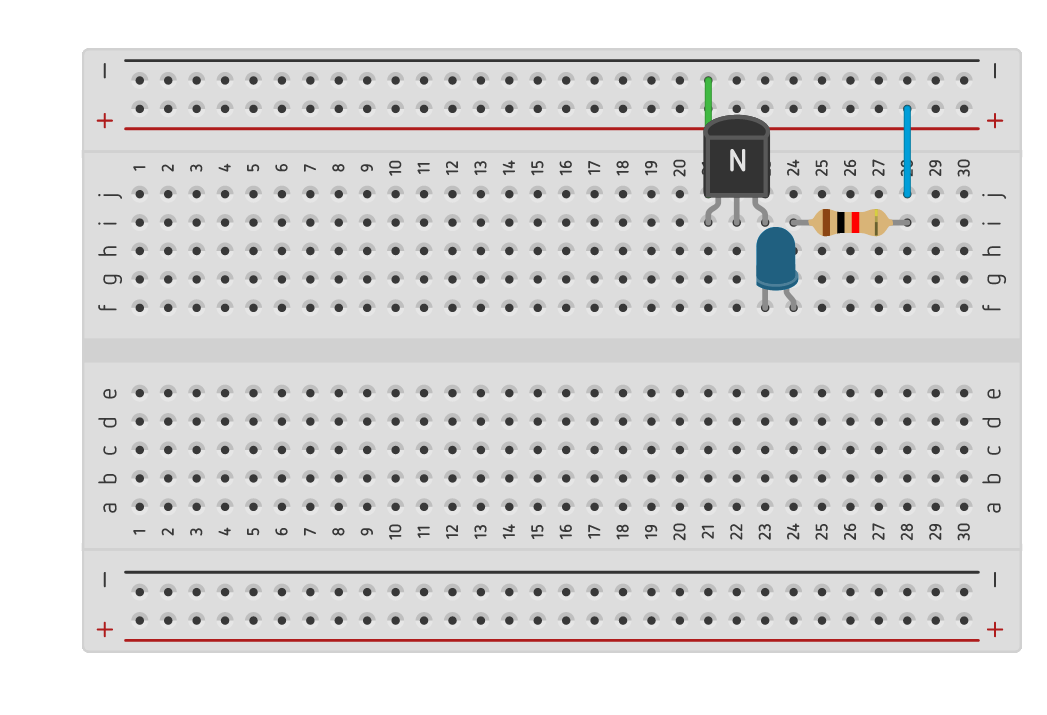 − −
+ +
1 2 3 4 5 6 7 8 9 10 11 12 13 14 15 16 17 18 19 20 24 25 26 27 29 30
N
j j
i i
h h
g g
f f
e e
d d
c c
b b
a a
1 2 3 4 5 6 7 8 9 10 11 12 13 14 15 16 17 18 19 20 21 22 23 24 25 26 27 28 29 30
− −
+ +